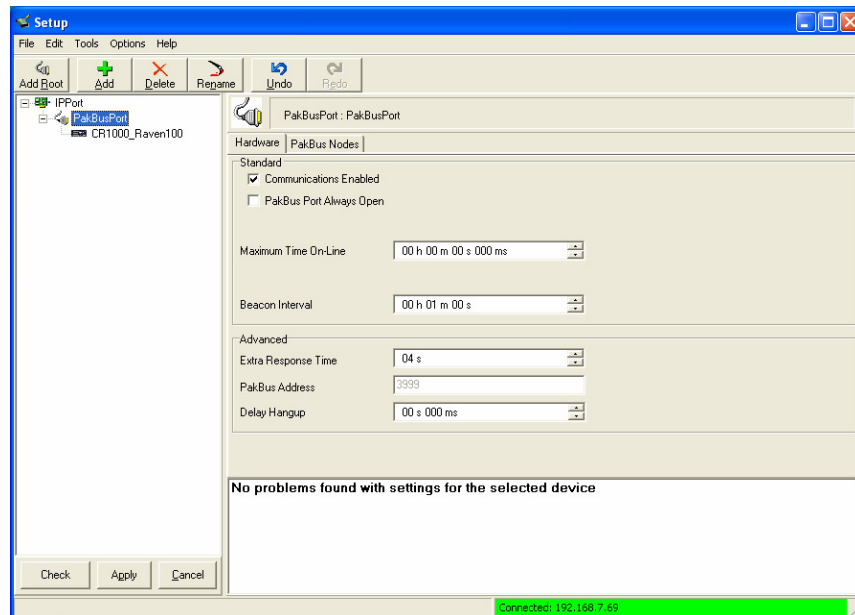 Setup
File Edit Tools Options Help
Add Root Add Delete Rename Undo Redo
IPPort
PakBusPort
CR1000_Raven100
PakBusPort : PakBusPort
Hardware PakBus Nodes
Standard
Communications Enabled
PakBus Port Always Open
Maximum Time On-Line 00 h 00 m 00 s 000 ms
Beacon Interval 00 h 01 m 00 s
Advanced
Extra Response Time 04 s
PakBus Address 3999
Delay Hangup 00 s 000 ms
No problems found with settings for the selected device
Check Apply Cancel
Connected: 192.168.7.69